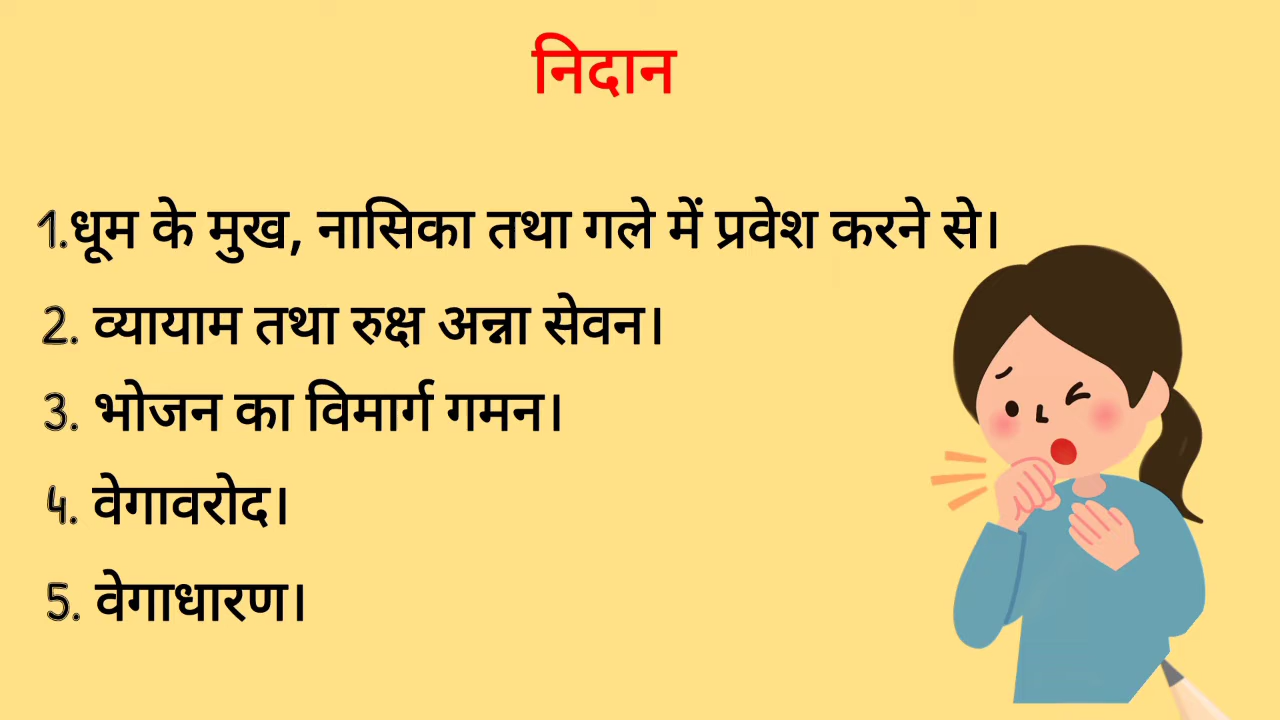 निदान
1.धूम के मुख, नासिका तथा गले में प्रवेश करने से।
2. व्यायाम तथा रुक्ष अन्ना सेवन।
3. भोजन का विमार्ग गमन।
4. वेगावरोद।
5. वेगाधारण।